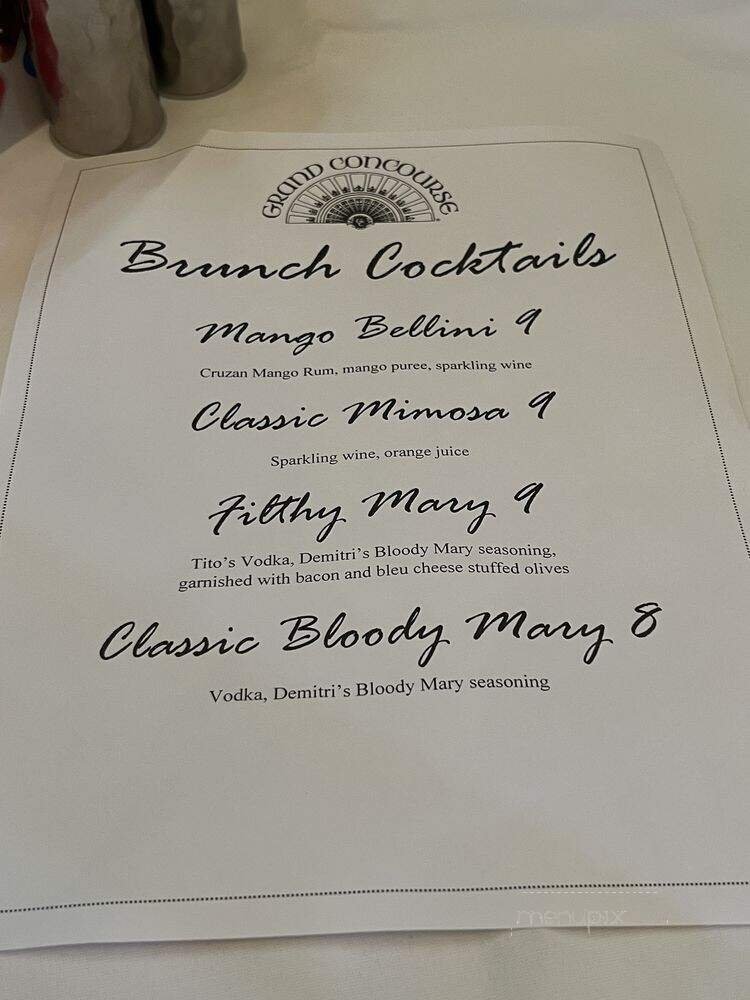 GRAND CONCOURSE
Brunch Cocktails
Mango Bellini 9
Cruzan Mango Rum, mango puree, sparkling wine
Classic Mimosa 9
Sparkling wine, orange juice
Filthy Mary 9
Tito's Vodka, Demitri's Bloody Mary seasoning,
garnished with bacon and bleu cheese stuffed olives
Classic Bloody Mary 8
Vodka, Demitri's Bloody Mary seasoning
menupix